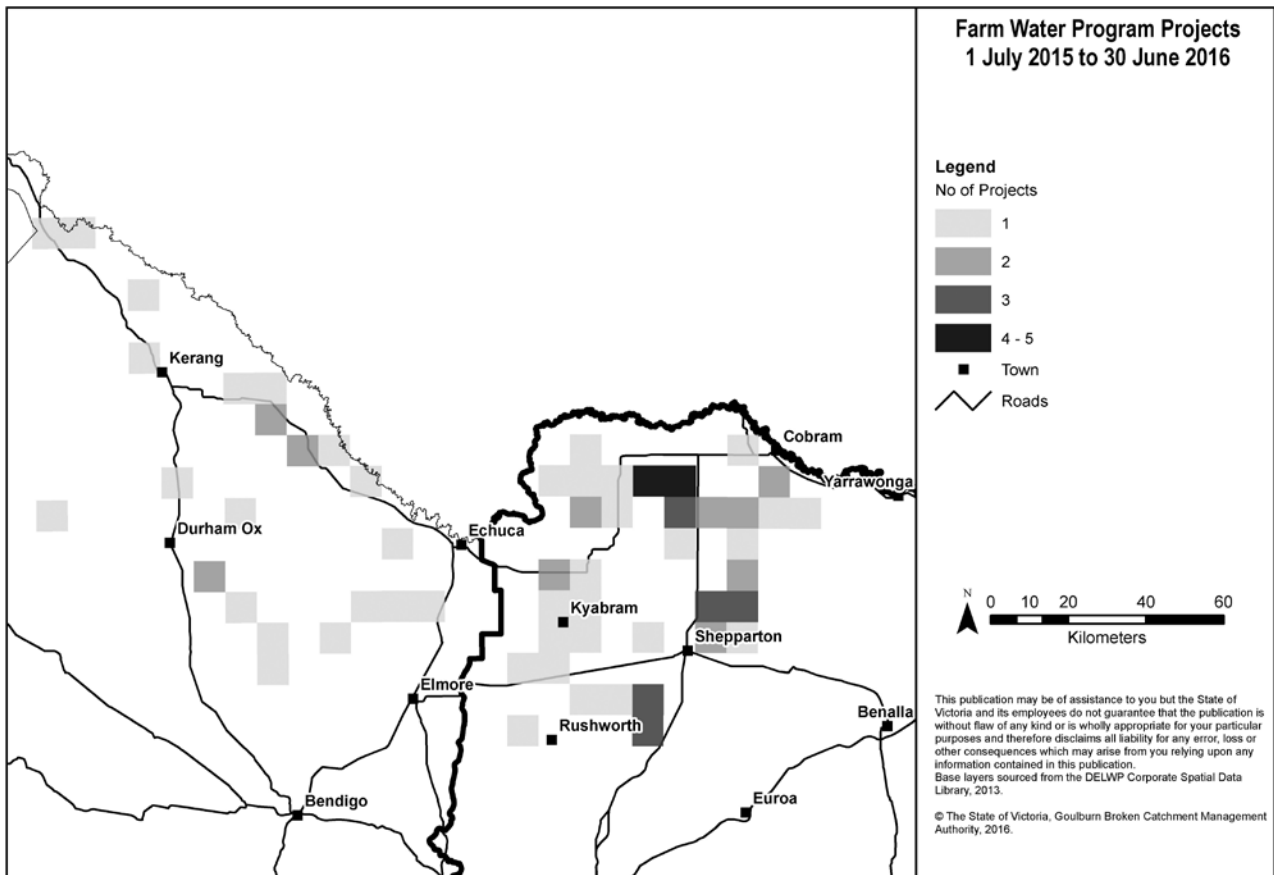 Farm Water Program Projects
1 July 2015 to 30 June 2016
Legend
No of Projects
1
2
3
4 - 5
Town
Roads
Kerang
Cobram
Yarrawonga
Durham Ox
Echuca
Kyabram
Shepparton
Elmore
Rushworth
Benalla
Bendigo
Euroa
N
0 10 20 40 60
Kilometers
This publication may be of assistance to you but the State of
Victoria and its employees do not guarantee that the publication is
without flaw of any kind or is wholly appropriate for your particular
purposes and therefore disclaims all liability for any error, loss or
other consequences which may arise from you relying upon any
information contained in this publication.
Base layers sourced from the DELWP Corporate Spatial Data
Library, 2013.
© The State of Victoria, Goulburn Broken Catchment Management
Authority, 2016.